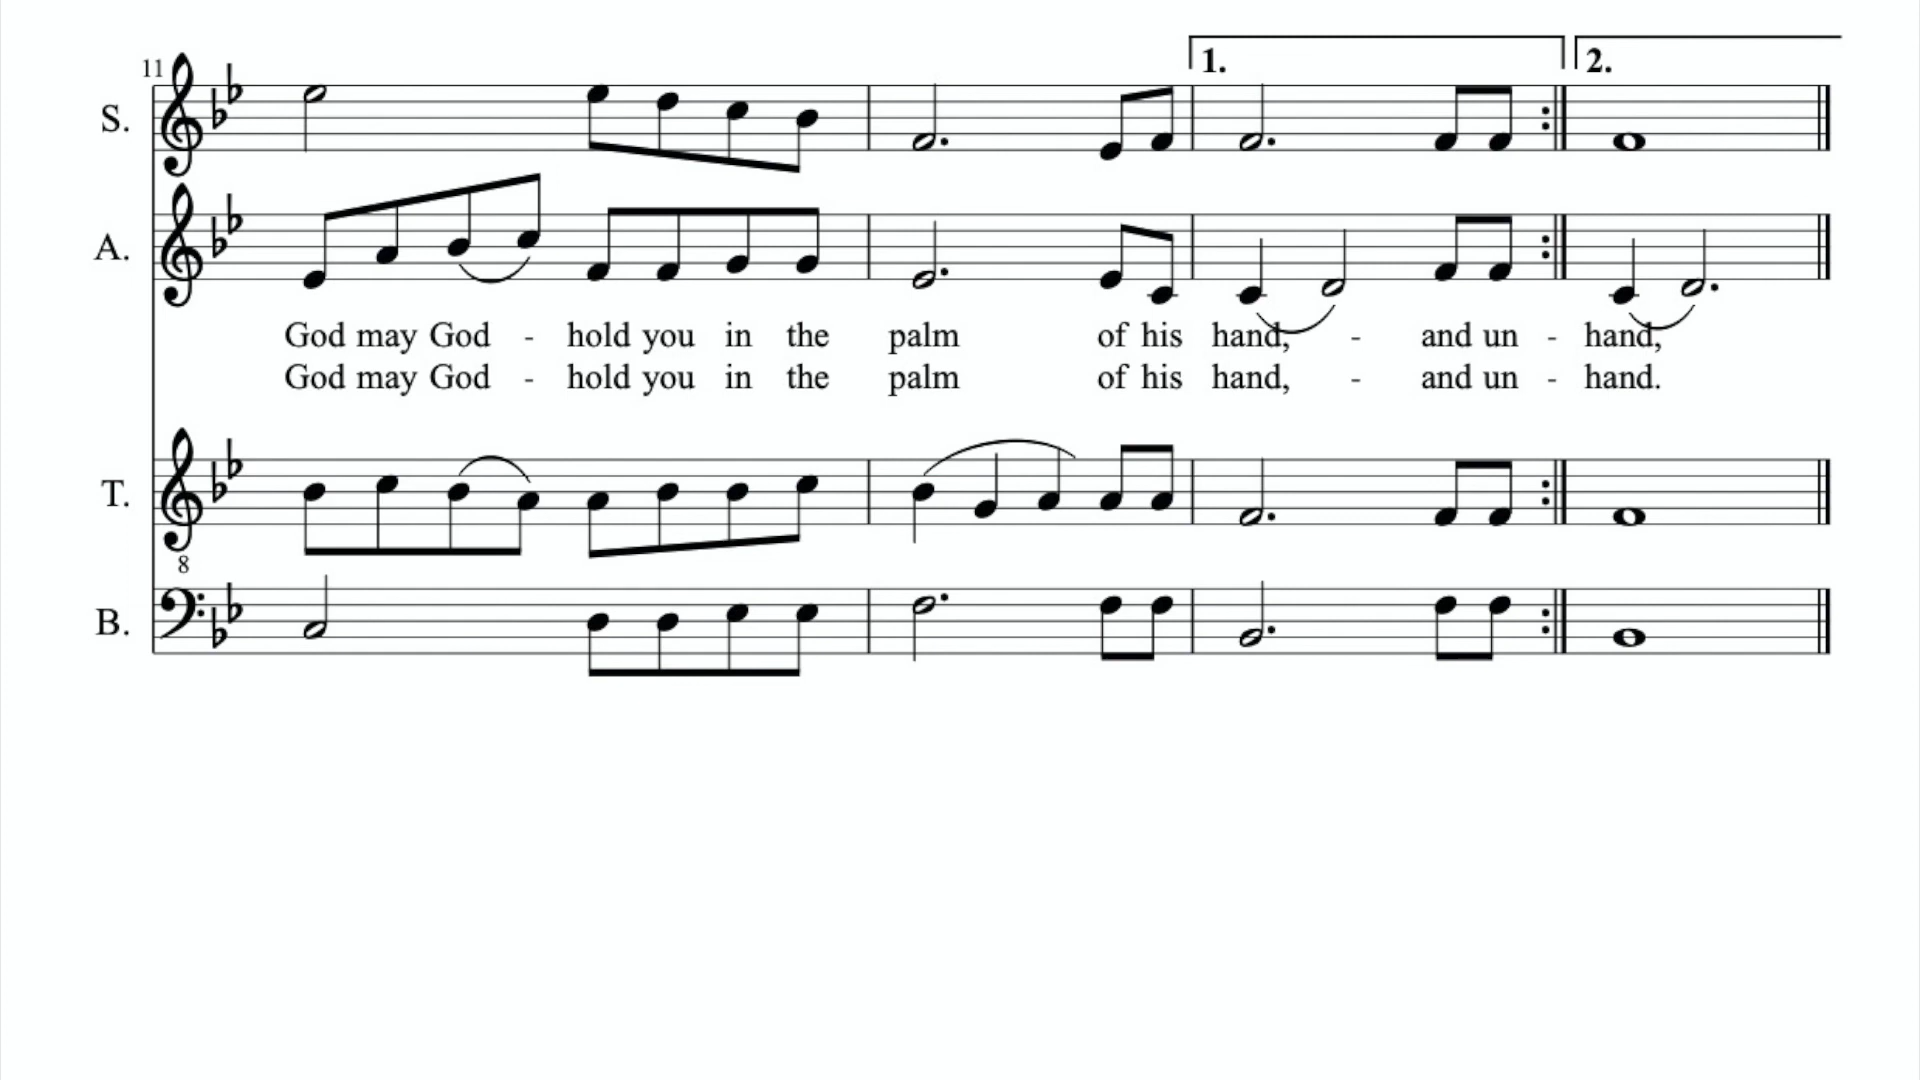 11
1.
2.
S.
A.
God may God - hold you in the palm of his hand, - and un - hand,
God may God - hold you in the palm of his hand, - and un - hand.
T.
8
B.